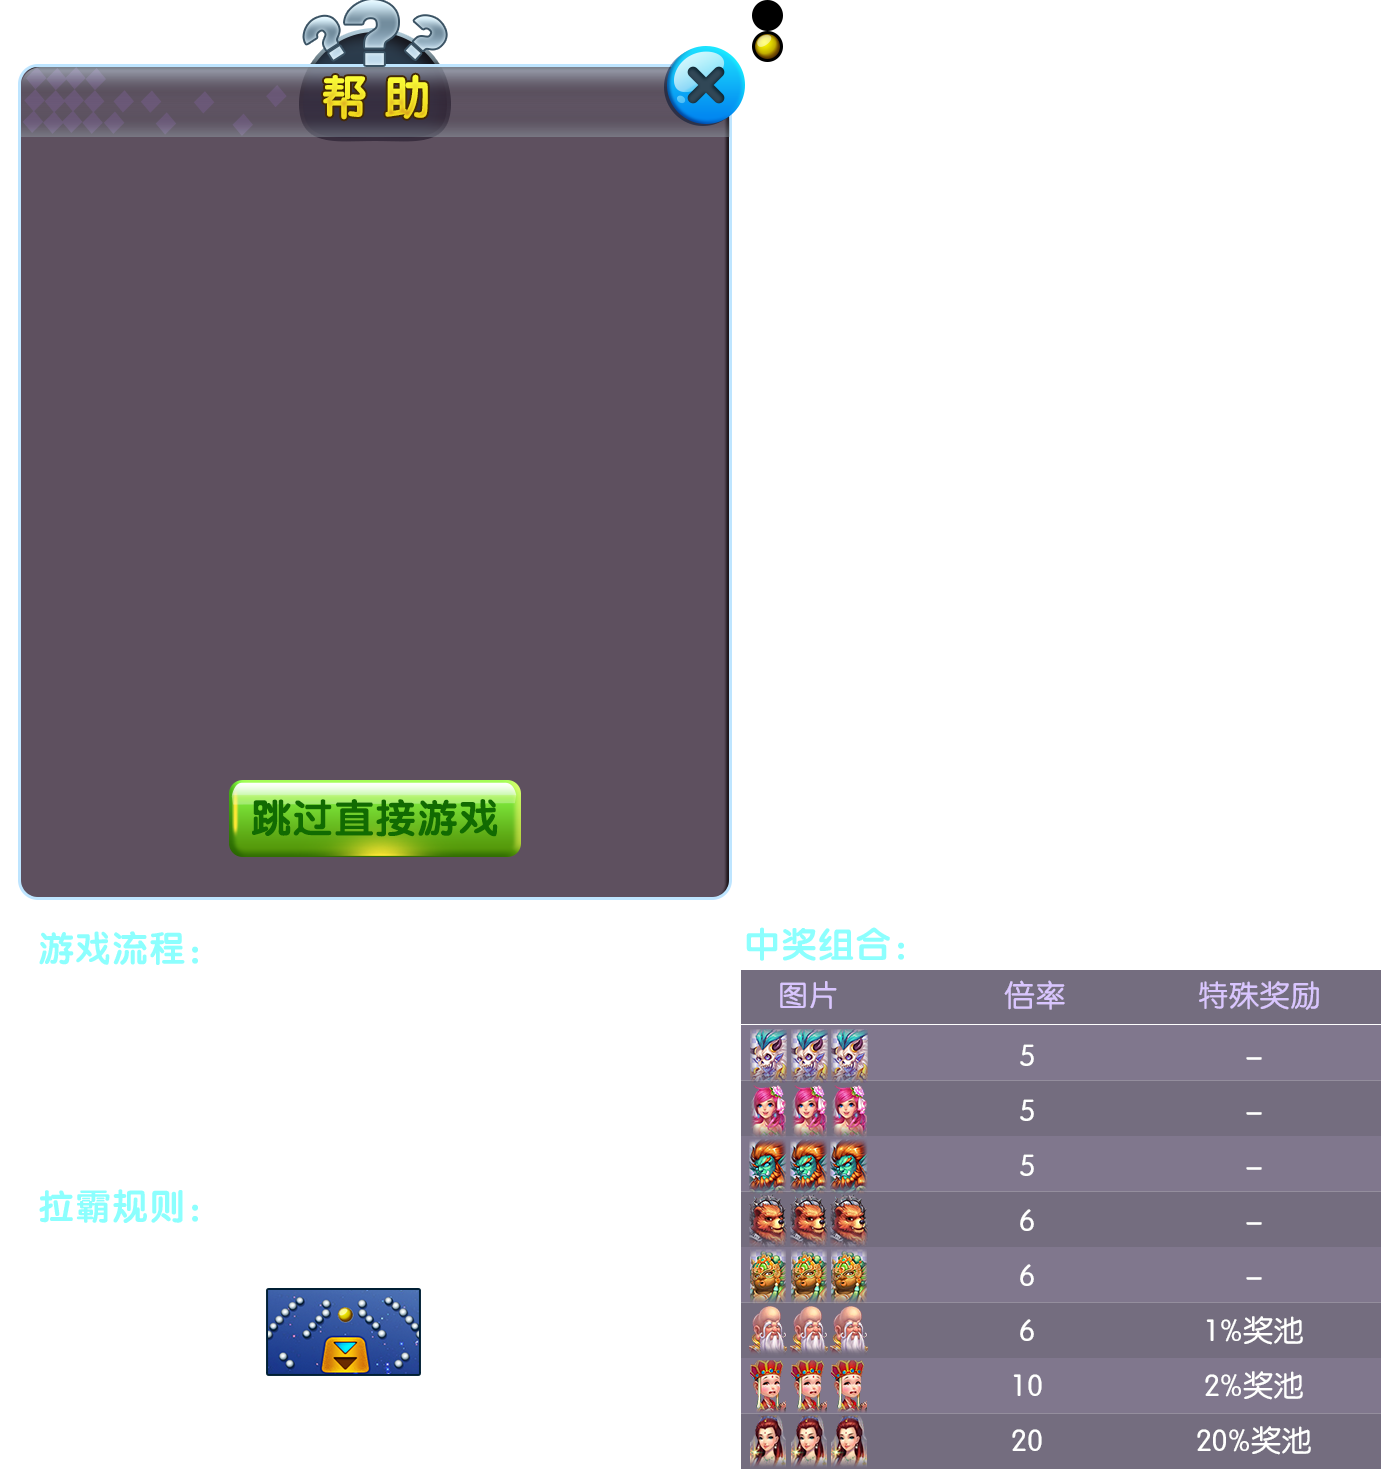 帮助
跳过直接游戏
游戏流程：
拉霸规则：
中奖组合：
图片 倍率 特殊奖励
5 –
5 –
5 –
6 –
6 –
6 1%奖池
10 2%奖池
20 20%奖池